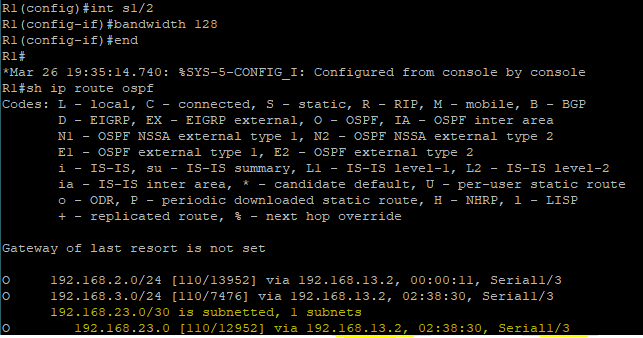 R1(config)#int s1/2
R1(config-if)#bandwidth 128
R1(config-if)#end
R1#
*Mar 26 19:35:14.740: %SYS-5-CONFIG_I: Configured from console by console
R1#sh ip route ospf
Codes: L - local, C - connected, S - static, R - RIP, M - mobile, B - BGP
D - EIGRP, EX - EIGRP external, O - OSPF, IA - OSPF inter area
N1 - OSPF NSSA external type 1, N2 - OSPF NSSA external type 2
E1 - OSPF external type 1, E2 - OSPF external type 2
i - IS-IS, su - IS-IS summary, L1 - IS-IS level-1, L2 - IS-IS level-2
ia - IS-IS inter area, * - candidate default, U - per-user static route
o - ODR, P - periodic downloaded static route, H - NHRP, l - LISP
+ - replicated route, % - next hop override
Gateway of last resort is not set
O 192.168.2.0/24 [110/13952] via 192.168.13.2, 00:00:11, Serial1/3
O 192.168.3.0/24 [110/7476] via 192.168.13.2, 02:38:30, Serial1/3
192.168.23.0/30 is subnetted, 1 subnets
O 192.168.23.0 [110/12952] via 192.168.13.2, 02:38:30, Serial1/3